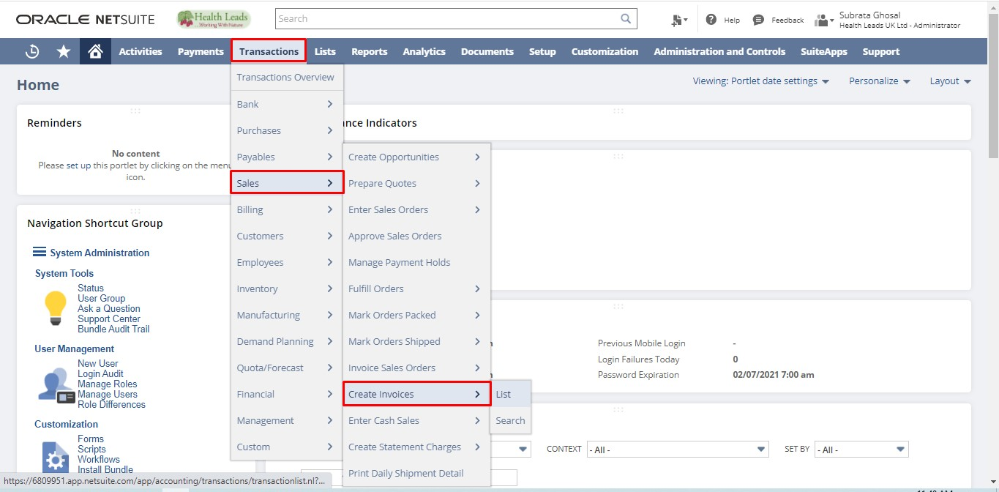 ORACLE NETSUITE
Health Leads
...Working With Nature
Search
Help
Feedback
Subrata Ghosal
Health Leads UK Ltd - Administrator
Activities
Payments
Transactions
Lists
Reports
Analytics
Documents
Setup
Customization
Administration and Controls
SuiteApps
Support
Home
Viewing: Portlet date settings
Personalize
Layout
Reminders
No content
Please set up this portlet by clicking on the menu
icon.
Navigation Shortcut Group
System Administration
System Tools
Status
User Group
Ask a Question
Support Center
Bundle Audit Trail
User Management
New User
Login Audit
Manage Roles
Manage Users
Role Differences
Customization
Forms
Scripts
Workflows
Install Bundle
Transactions Overview
Bank
Purchases
Payables
Sales
Billing
Customers
Employees
Inventory
Manufacturing
Demand Planning
Quota/Forecast
Financial
Management
Custom
Create Opportunities
Prepare Quotes
Enter Sales Orders
Approve Sales Orders
Manage Payment Holds
Fulfill Orders
Mark Orders Packed
Mark Orders Shipped
Invoice Sales Orders
Create Invoices
Enter Cash Sales
Create Statement Charges
Print Daily Shipment Detail
List
Search
nce Indicators
Previous Mobile Login -
Login Failures Today 0
Password Expiration 02/07/2021 7:00 am
CONTEXT - All -
SET BY - All -
https://6809951.app.netsuite.com/app/accounting/transactions/transactionlist.nl?...